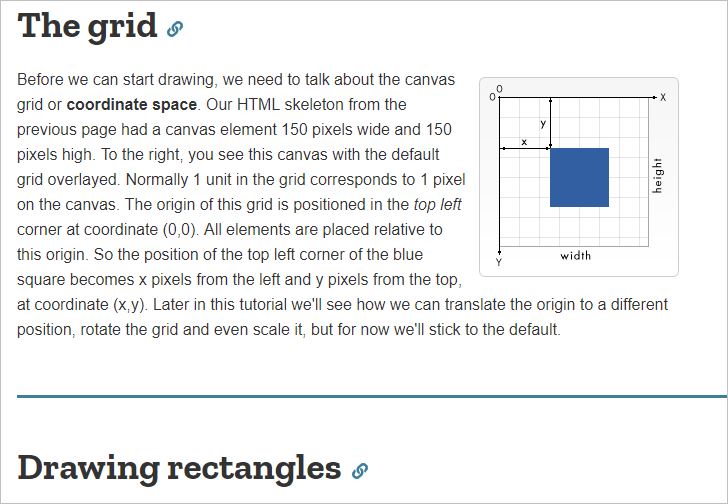 The grid
Before we can start drawing, we need to talk about the canvas
grid or coordinate space. Our HTML skeleton from the
previous page had a canvas element 150 pixels wide and 150
pixels high. To the right, you see this canvas with the default
grid overlayed. Normally 1 unit in the grid corresponds to 1 pixel
on the canvas. The origin of this grid is positioned in the top left
corner at coordinate (0,0). All elements are placed relative to
this origin. So the position of the top left corner of the blue
square becomes x pixels from the left and y pixels from the top,
at coordinate (x,y). Later in this tutorial we'll see how we can translate the origin to a different
position, rotate the grid and even scale it, but for now we'll stick to the default.
0
0
X
y
x
height
Y
width
Drawing rectangles